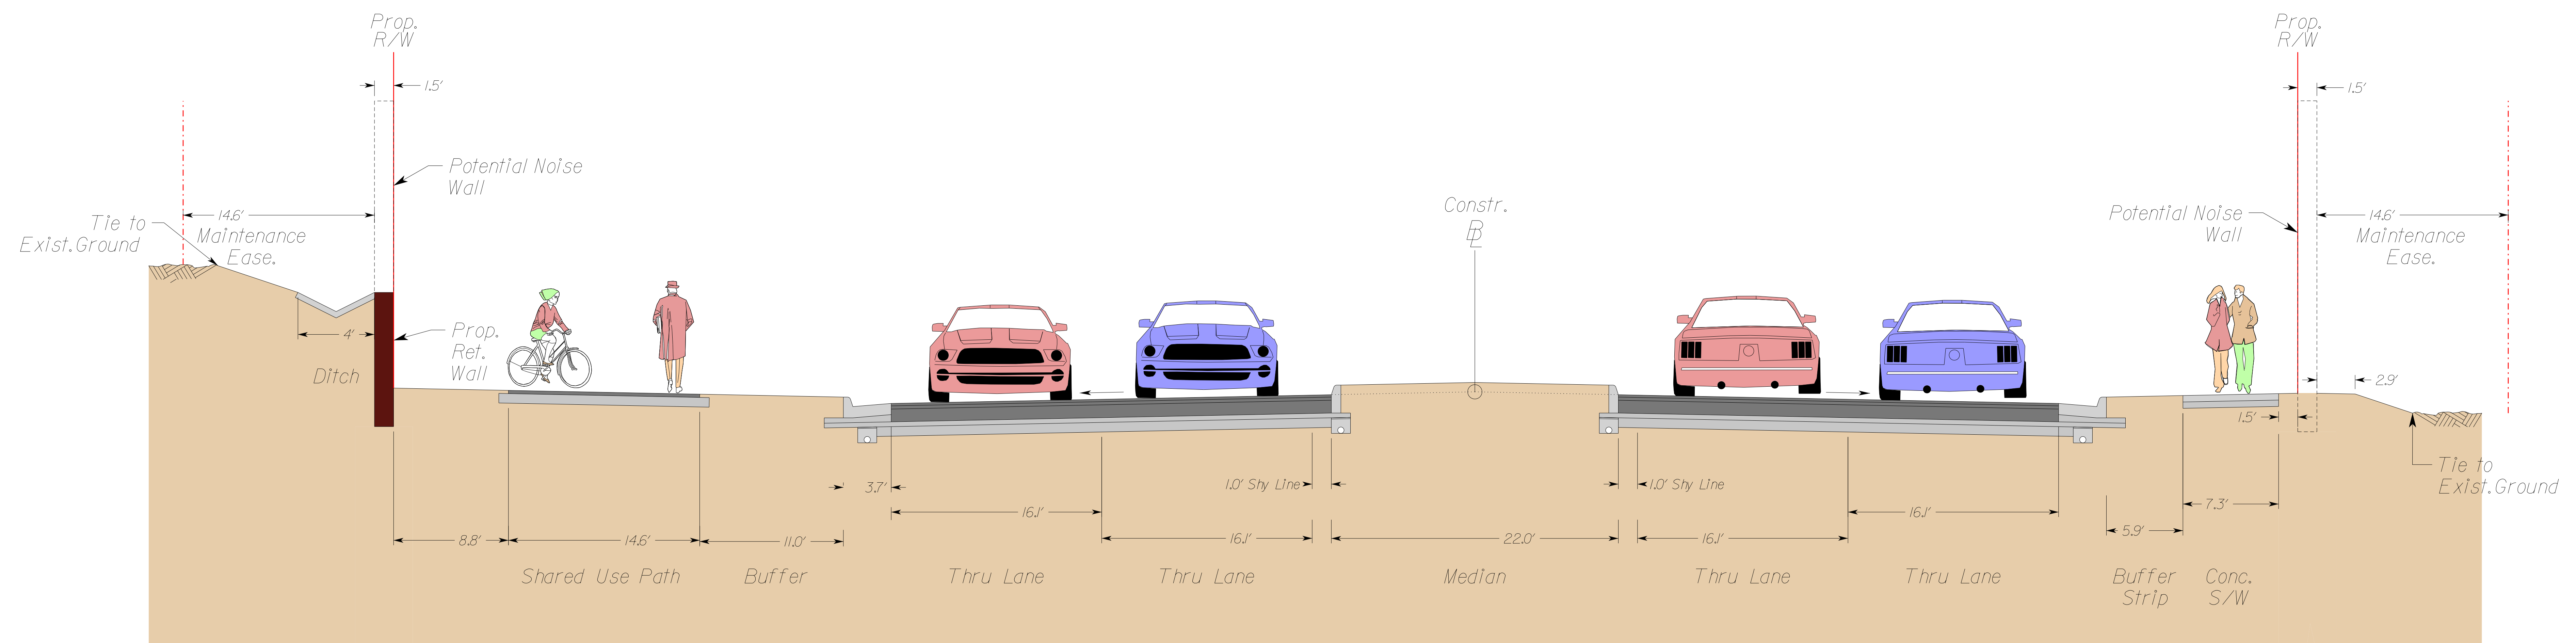 Prop.
R/W
Prop.
R/W
1.5'
1.5'
Potential Noise
Wall
Constr.
BL
Potential Noise
Wall
14.6'
Maintenance
Ease.
14.6'
Maintenance
Ease.
Tie to
Exist.Ground
4'
Ditch
Prop.
Ret.
Wall
2.9'
1.5'
Tie to
Exist.Ground
3.7'
1.0' Shy Line
1.0' Shy Line
7.3'
16.1'
16.1'
5.9'
8.8'
14.6'
11.0'
16.1'
22.0'
16.1'
Shared Use Path
Buffer
Thru Lane
Thru Lane
Median
Thru Lane
Thru Lane
Buffer
Strip
Conc.
S/W